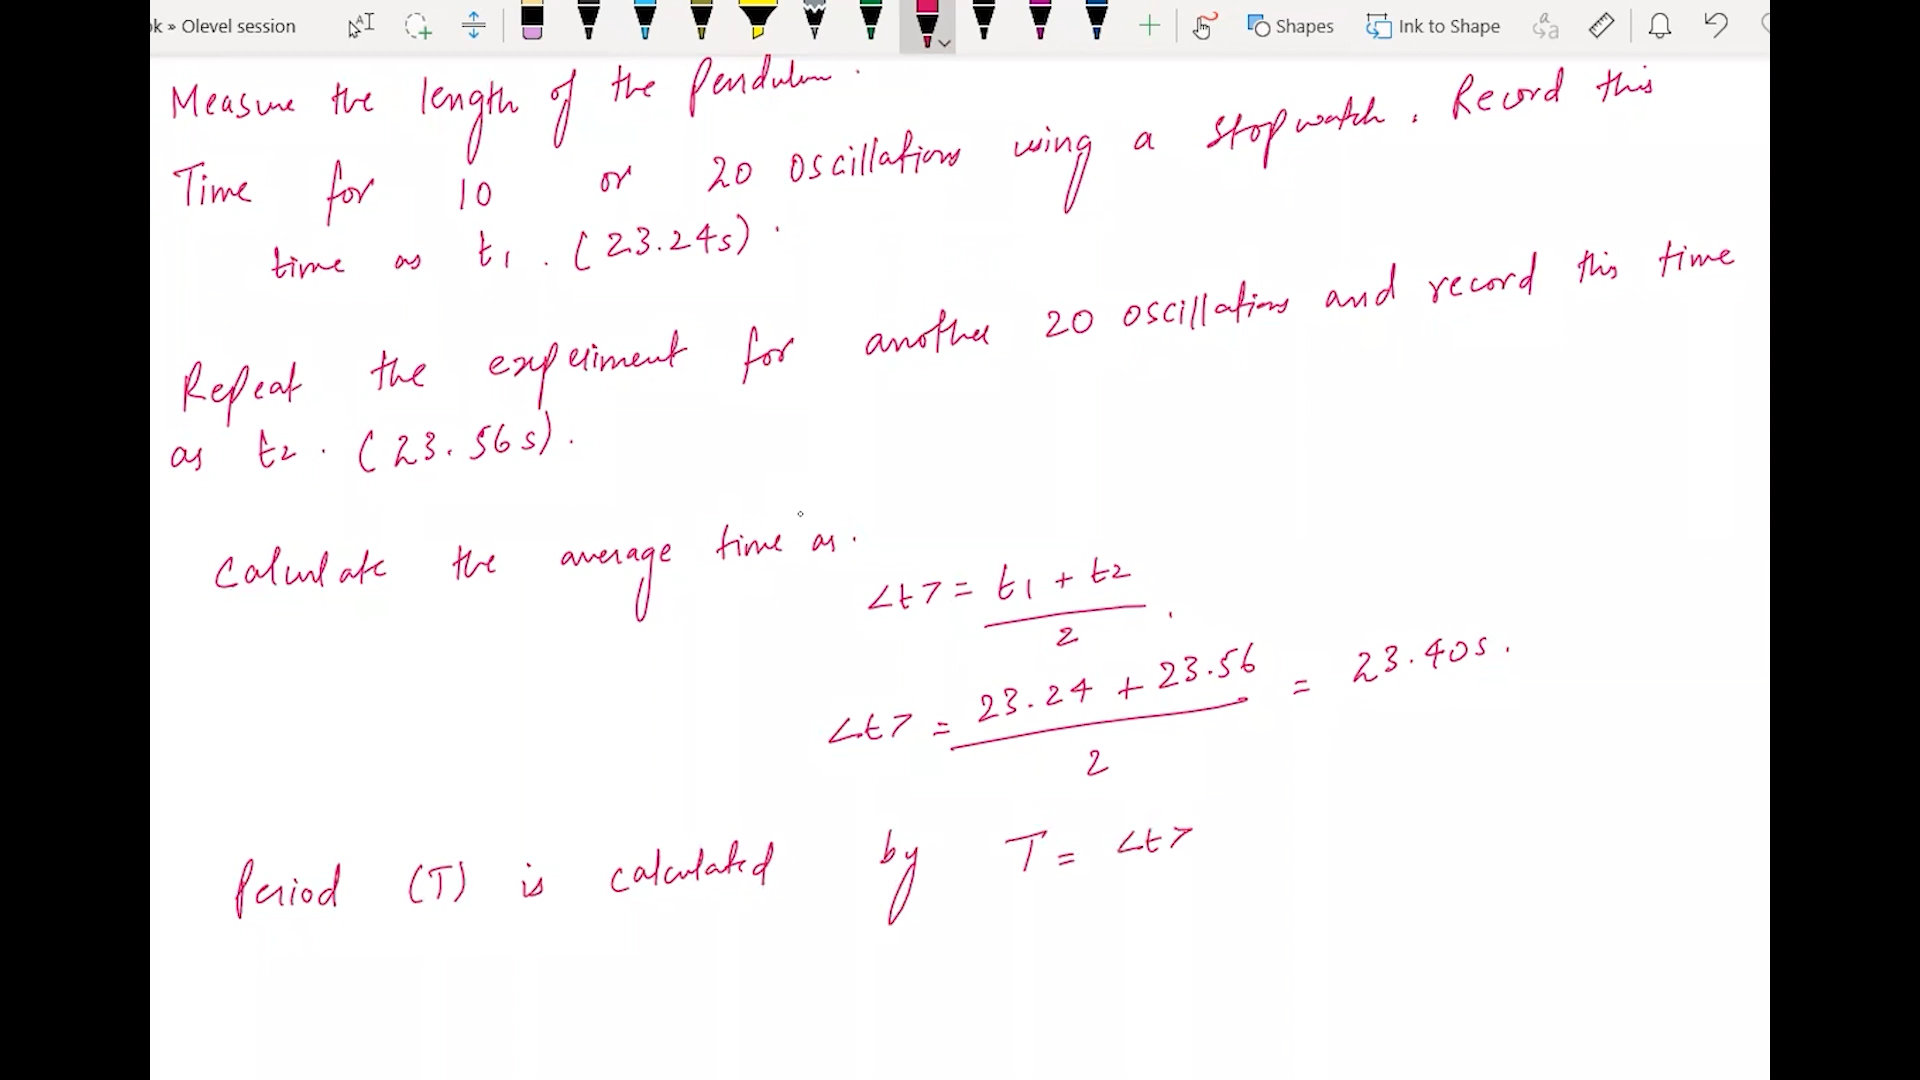 ok » Olevel session
Shapes
Ink to Shape
Measure the length of the Pendulum.
Time for 10 or 20 oscillations using a stopwatch. Record this
time as t₁. (23.24s).
Repeat the experiment for another 20 oscillations and record this time
as t₂. (23.56s).
Calculate the average time as.
<t> = t₁ + t₂
2
<t> = 23.24 + 23.56 = 23.40s.
2
Period (T) is calculated by T = <t>